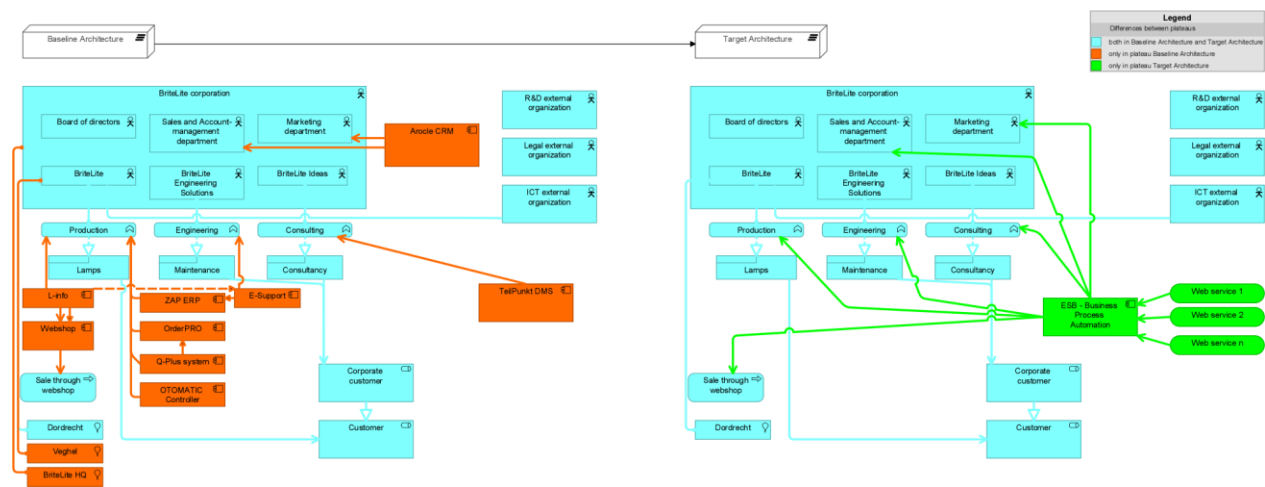 Baseline Architecture
Target Architecture
Legend
Differences between plateaus
both in Baseline Architecture and Target Architecture
only in plateau Baseline Architecture
only in plateau Target Architecture
BriteLite corporation
Board of directors
Sales and Account-
management
department
Marketing
department
BriteLite
BriteLite
Engineering
Solutions
BriteLite Ideas
Arocle CRM
R&D external
organization
Legal external
organization
ICT external
organization
Production
Engineering
Consulting
Lamps
Maintenance
Consultancy
L-info
ZAP ERP
E-Support
TeilPunkt DMS
Webshop
OrderPRO
Q-Plus system
Sale through
webshop
OTOMATIC
Controller
Corporate
customer
Customer
Dordrecht
Veghel
BriteLite HQ
BriteLite corporation
Board of directors
Sales and Account-
management
department
Marketing
department
BriteLite
BriteLite
Engineering
Solutions
BriteLite Ideas
R&D external
organization
Legal external
organization
ICT external
organization
Production
Engineering
Consulting
Lamps
Maintenance
Consultancy
ESB - Business
Process
Automation
Web service 1
Web service 2
Web service n
Sale through
webshop
Corporate
customer
Dordrecht
Customer